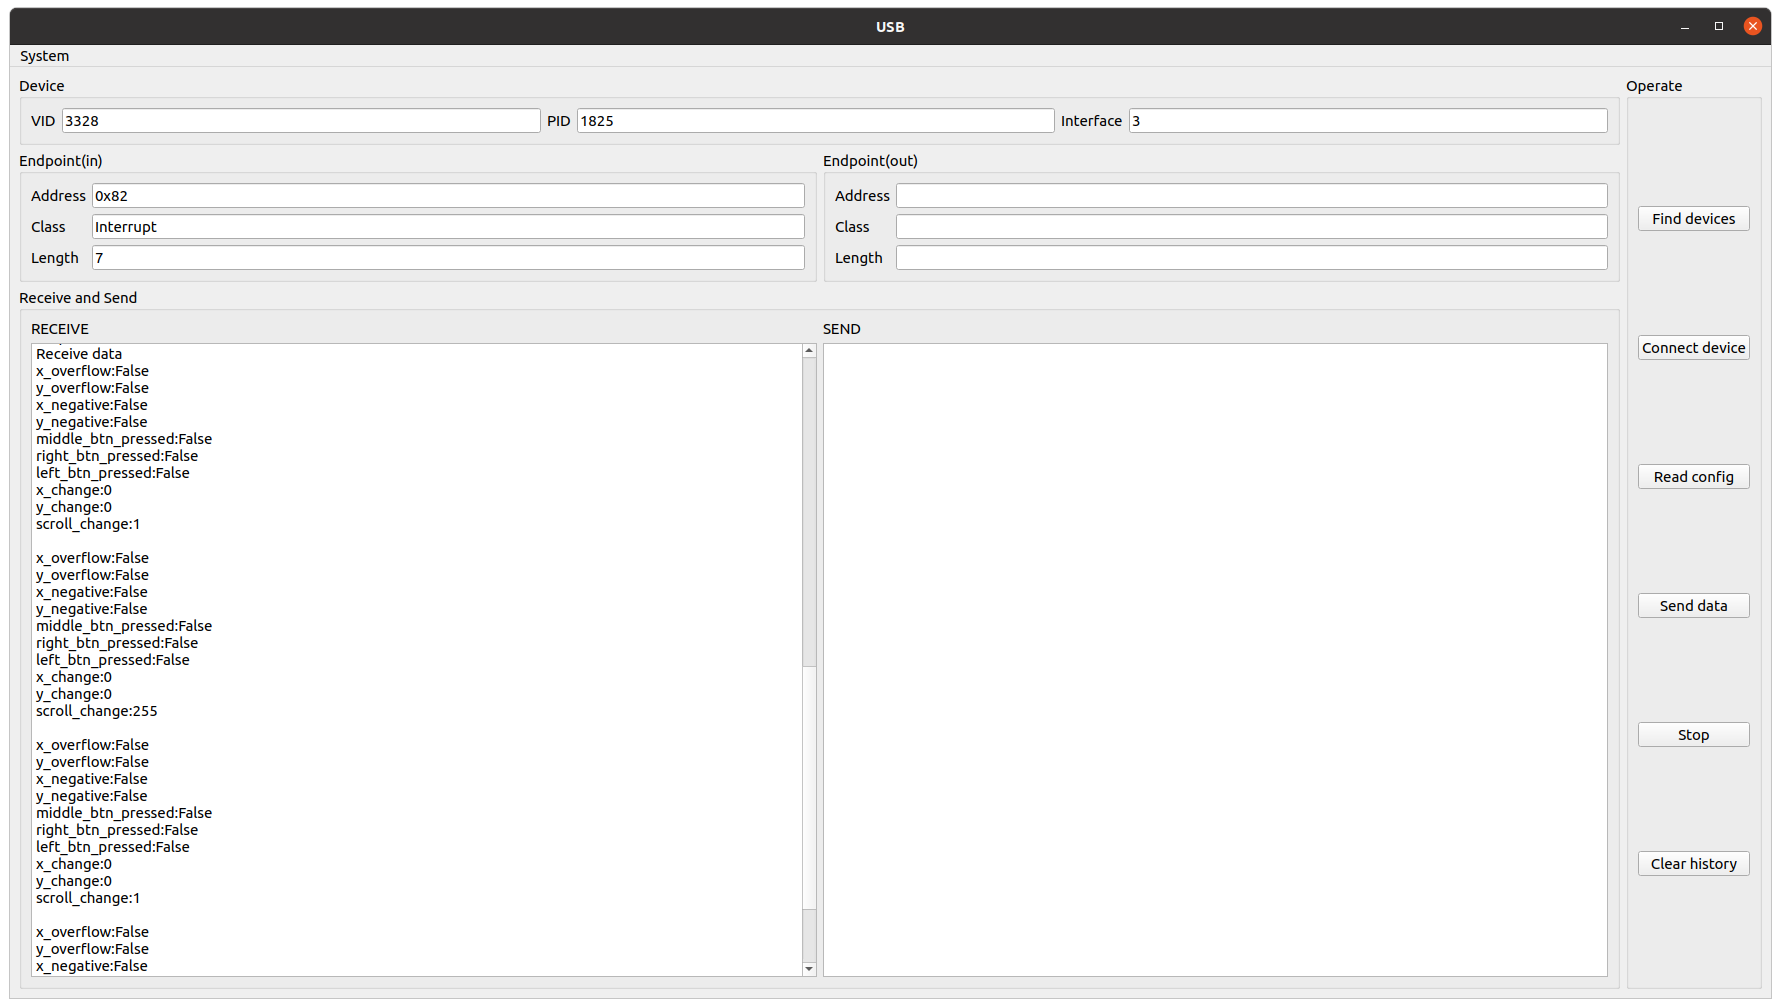 USB
System
Device
VID 3328 PID 1825 Interface 3
Endpoint(in)
Address 0x82
Class Interrupt
Length 7
Endpoint(out)
Address
Class
Length
Receive and Send
RECEIVE
Receive data
x_overflow:False
y_overflow:False
x_negative:False
y_negative:False
middle_btn_pressed:False
right_btn_pressed:False
left_btn_pressed:False
x_change:0
y_change:0
scroll_change:1
x_overflow:False
y_overflow:False
x_negative:False
y_negative:False
middle_btn_pressed:False
right_btn_pressed:False
left_btn_pressed:False
x_change:0
y_change:0
scroll_change:255
x_overflow:False
y_overflow:False
x_negative:False
y_negative:False
middle_btn_pressed:False
right_btn_pressed:False
left_btn_pressed:False
x_change:0
y_change:0
scroll_change:1
x_overflow:False
y_overflow:False
x_negative:False
SEND
Operate
Find devices
Connect device
Read config
Send data
Stop
Clear history